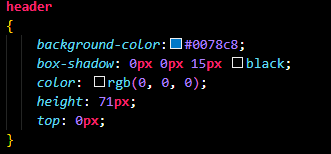 header
{
background-color: #0078c8;
box-shadow: 0px 0px 15px black;
color: rgb(0, 0, 0);
height: 71px;
top: 0px;
}